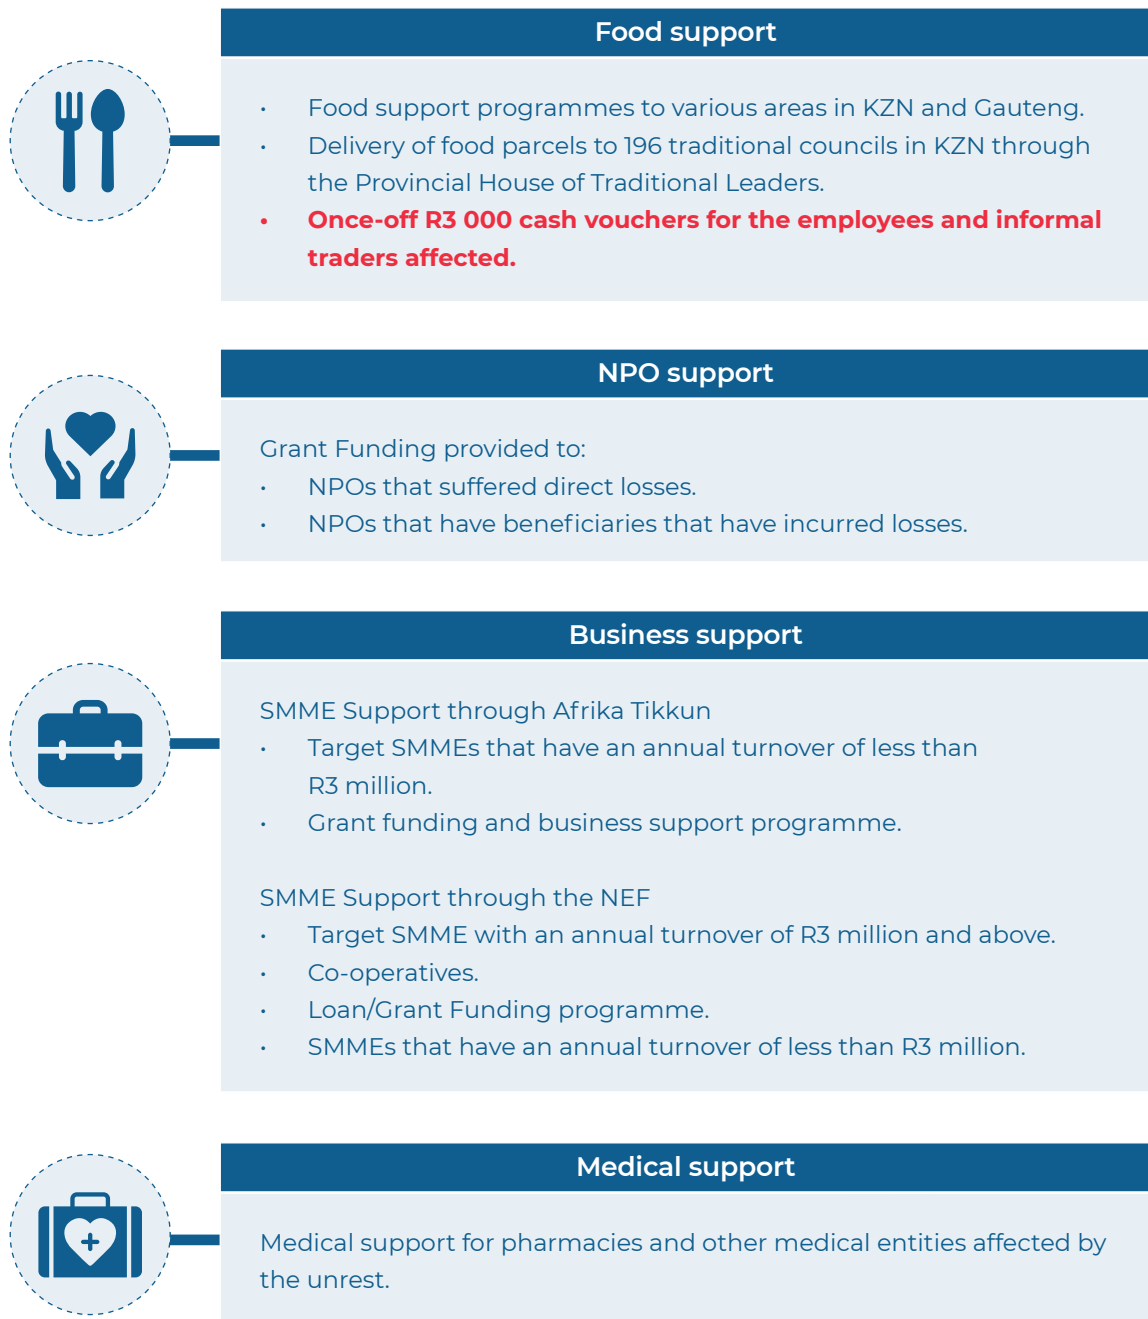 Food support
• Food support programmes to various areas in KZN and Gauteng.
• Delivery of food parcels to 196 traditional councils in KZN through
the Provincial House of Traditional Leaders.
• Once-off R3 000 cash vouchers for the employees and informal
traders affected.
NPO support
Grant Funding provided to:
• NPOs that suffered direct losses.
• NPOs that have beneficiaries that have incurred losses.
Business support
SMME Support through Afrika Tikkun
• Target SMMEs that have an annual turnover of less than
R3 million.
• Grant funding and business support programme.
SMME Support through the NEF
• Target SMME with an annual turnover of R3 million and above.
• Co-operatives.
• Loan/Grant Funding programme.
• SMMEs that have an annual turnover of less than R3 million.
Medical support
Medical support for pharmacies and other medical entities affected by
the unrest.